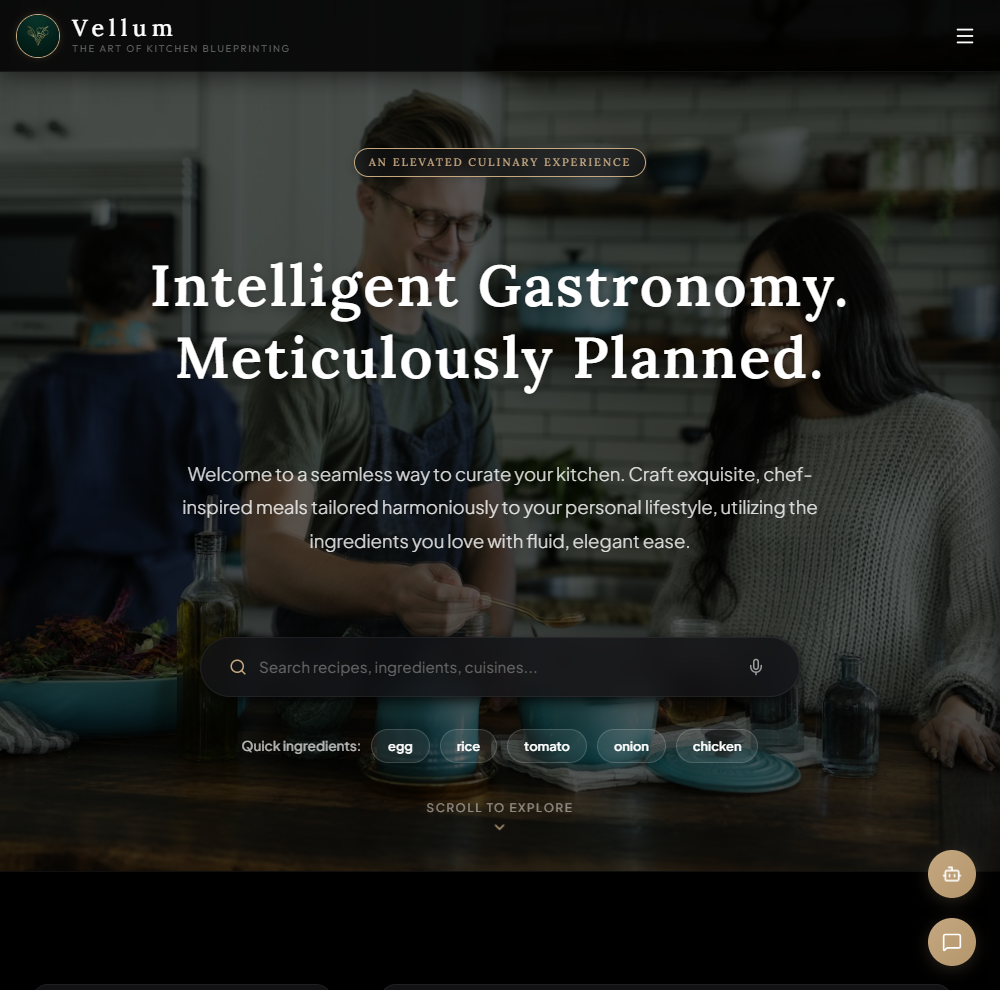 Vellum
THE ART OF KITCHEN BLUEPRINTING
AN ELEVATED CULINARY EXPERIENCE
Intelligent Gastronomy.
Meticulously Planned.
Welcome to a seamless way to curate your kitchen. Craft exquisite, chef-
inspired meals tailored harmoniously to your personal lifestyle, utilizing the
ingredients you love with fluid, elegant ease.
Search recipes, ingredients, cuisines...
Quick Ingredients: egg rice tomato onion chicken
SCROLL TO EXPLORE